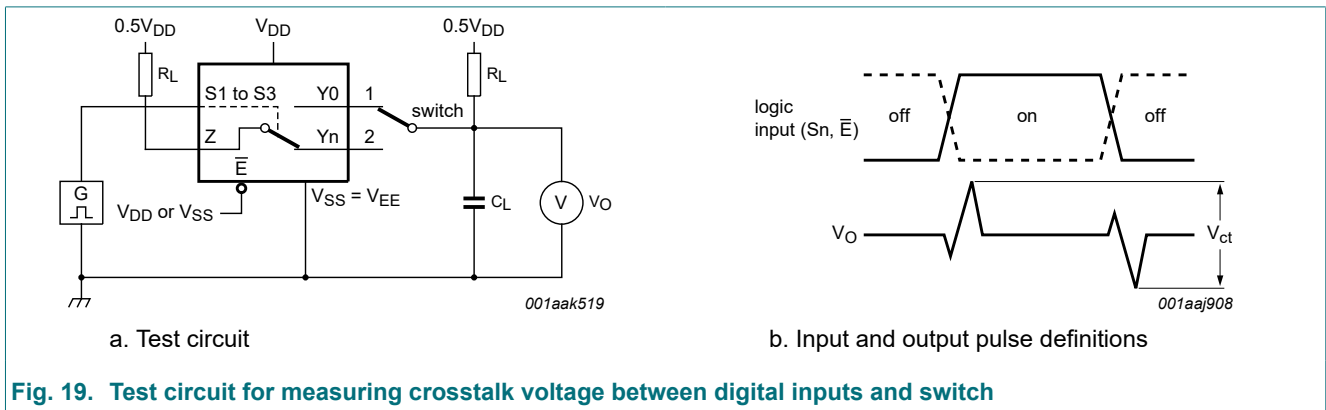 0.5VDD
VDD
0.5VDD
RL
RL
S1 to S3
Y0
1
switch
Z
Yn
2
E̅
G
VDD or VSS
VSS = VEE
CL
V
VO
001aak519
a. Test circuit
logic
input (Sn, E̅)
off
on
off
VO
Vct
001aaj908
b. Input and output pulse definitions
Fig. 19. Test circuit for measuring crosstalk voltage between digital inputs and switch